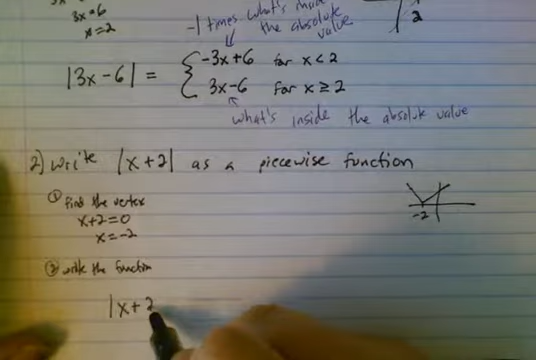 3x=6
x=2
-1 times what's inside
the absolute
value
2
|3x-6| = { -3x+6 for x<2
3x-6 for x≥2
what's inside the absolute value
2) Write |x+2| as a piecewise function
① Find the vertex
x+2=0
x=-2
-2
② write the function
|x+2